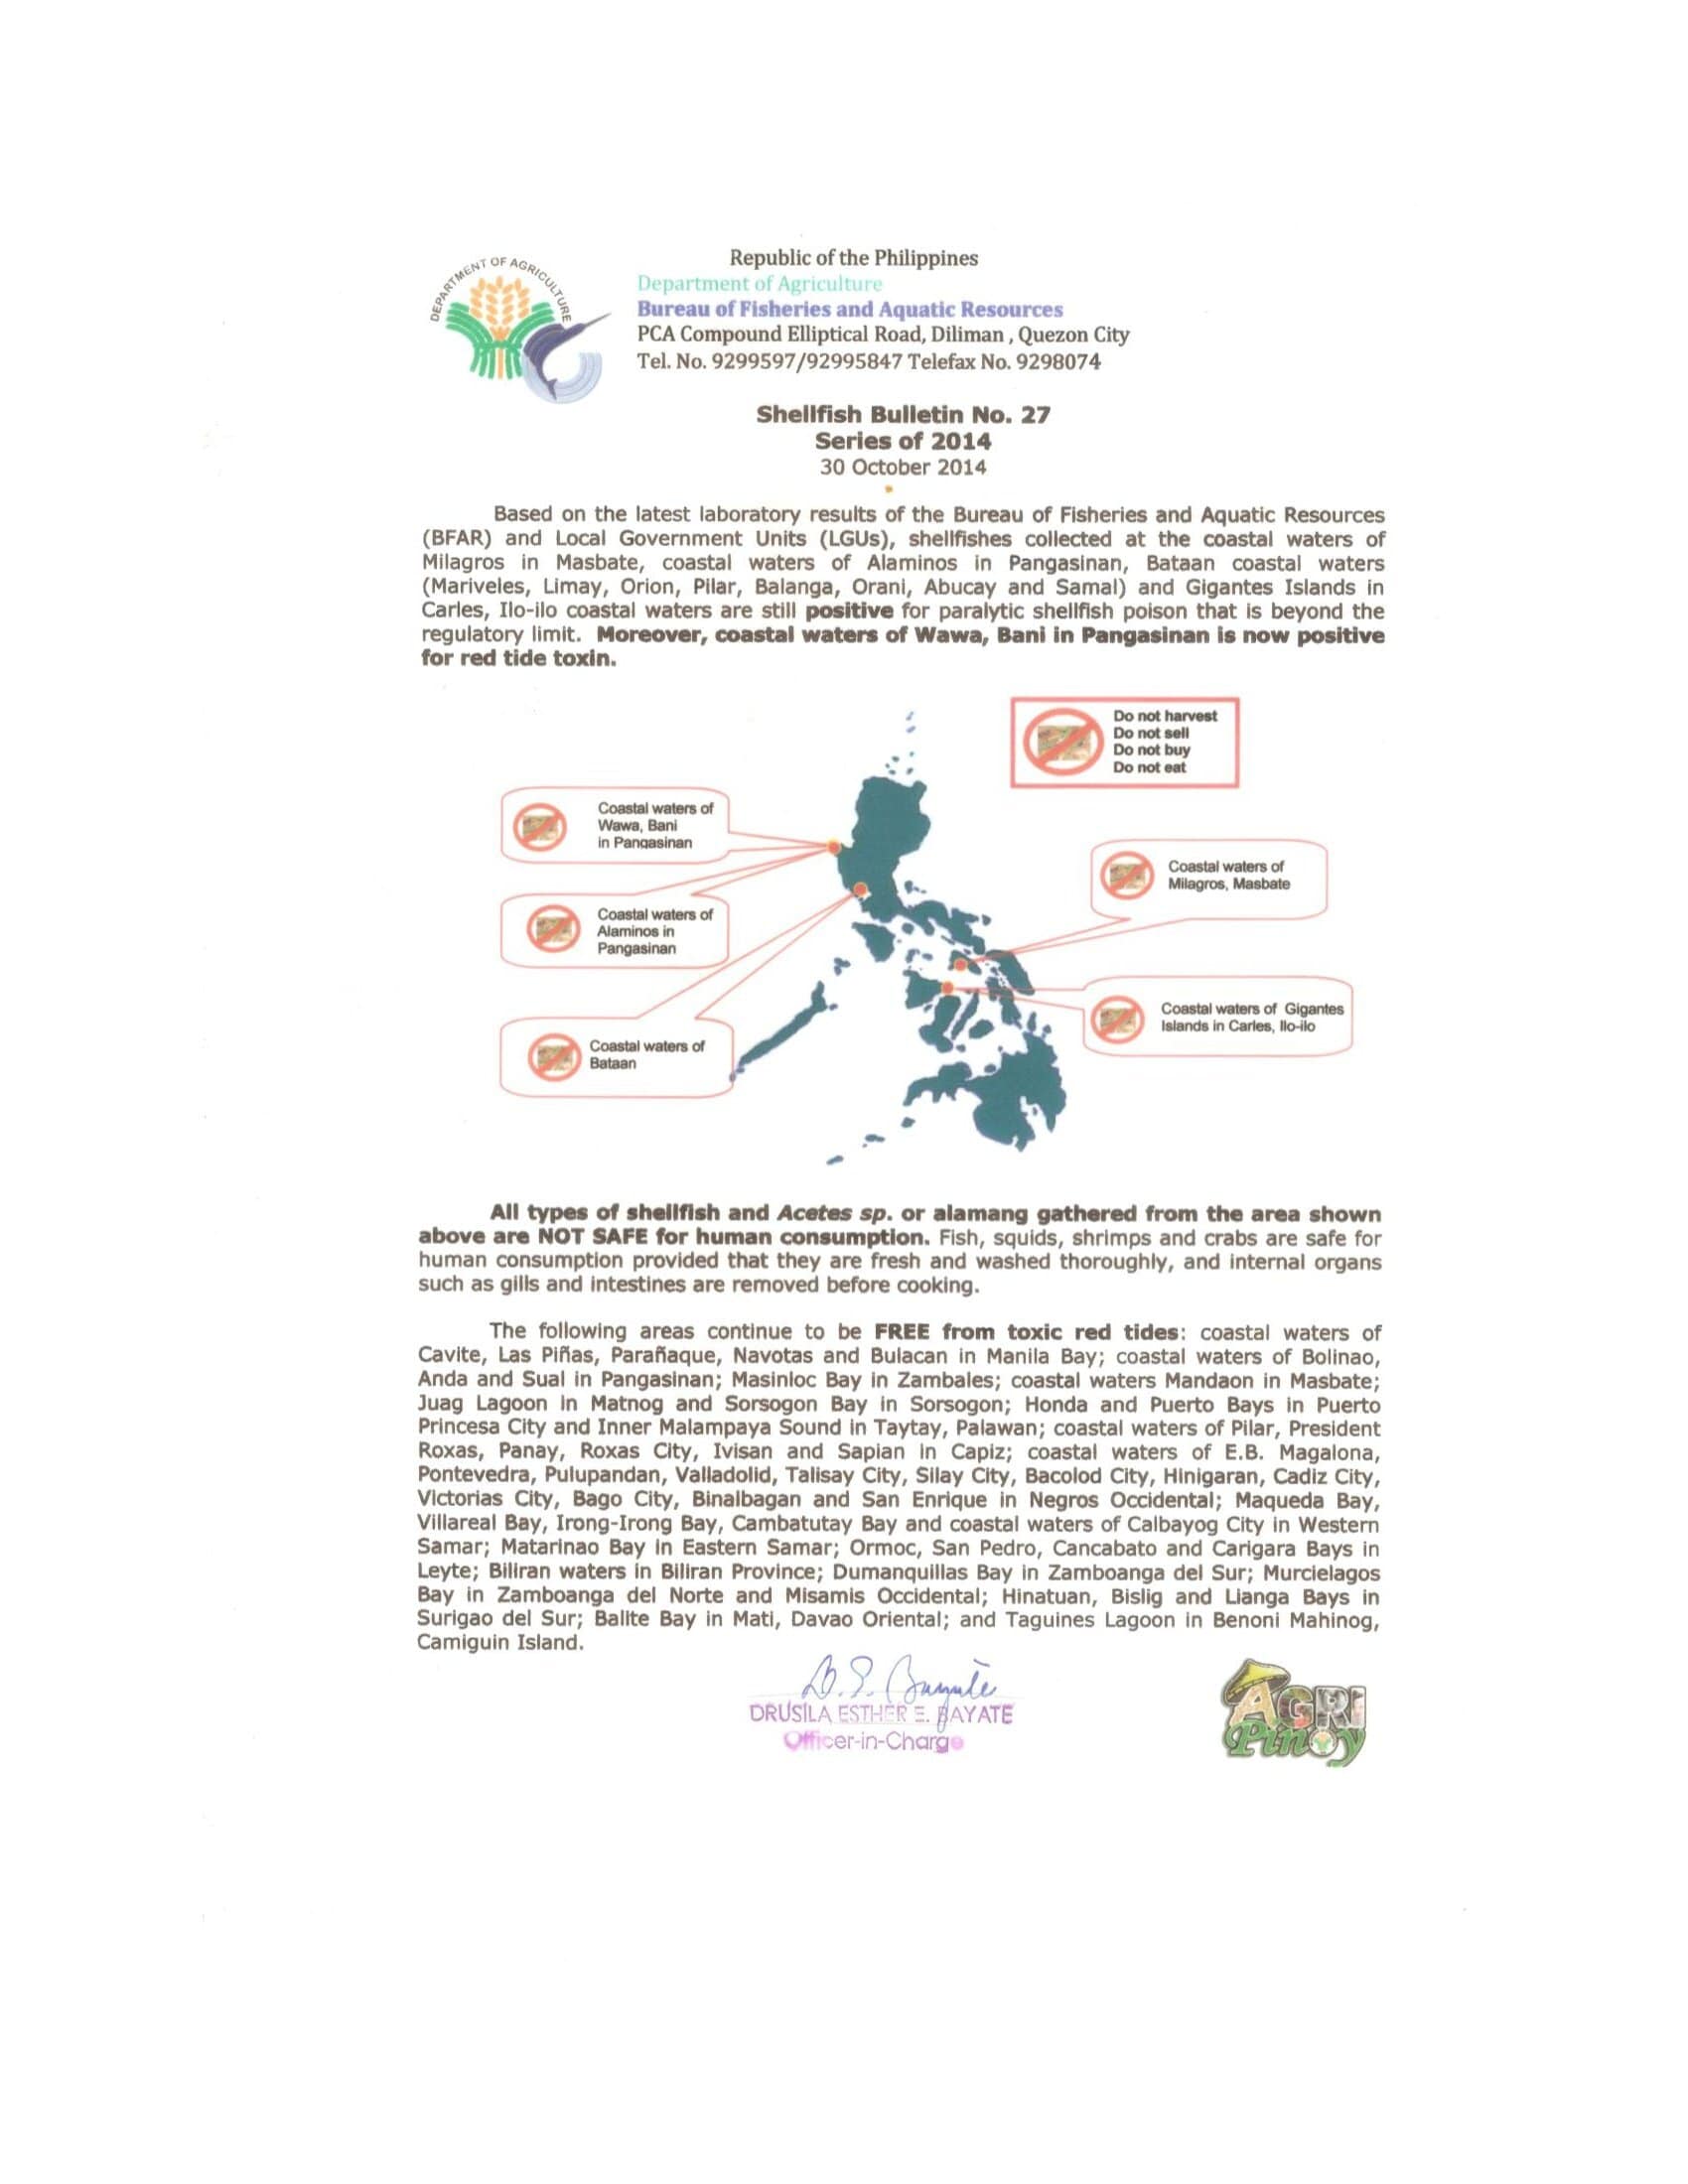 DEPARTMENT OF AGRICULTURE
Republic of the Philippines
Department of Agriculture
Bureau of Fisheries and Aquatic Resources
PCA Compound Elliptical Road, Diliman , Quezon City
Tel. No. 9299597/92995847 Telefax No. 9298074
Shellfish Bulletin No. 27
Series of 2014
30 October 2014
Based on the latest laboratory results of the Bureau of Fisheries and Aquatic Resources
(BFAR) and Local Government Units (LGUs), shellfishes collected at the coastal waters of
Milagros in Masbate, coastal waters of Alaminos in Pangasinan, Bataan coastal waters
(Mariveles, Limay, Orion, Pilar, Balanga, Orani, Abucay and Samal) and Gigantes Islands in
Carles, Ilo-ilo coastal waters are still positive for paralytic shellfish poison that is beyond the
regulatory limit. Moreover, coastal waters of Wawa, Bani in Pangasinan is now positive
for red tide toxin.
Do not harvest
Do not sell
Do not buy
Do not eat
Coastal waters of
Wawa, Bani
in Pangasinan
Coastal waters of
Milagros, Masbate
Coastal waters of
Alaminos in
Pangasinan
Coastal waters of Gigantes
Islands in Carles, Ilo-ilo
Coastal waters of
Bataan
All types of shellfish and Acetes sp. or alamang gathered from the area shown
above are NOT SAFE for human consumption. Fish, squids, shrimps and crabs are safe for
human consumption provided that they are fresh and washed thoroughly, and internal organs
such as gills and intestines are removed before cooking.
The following areas continue to be FREE from toxic red tides: coastal waters of
Cavite, Las Piñas, Parañaque, Navotas and Bulacan in Manila Bay; coastal waters of Bolinao,
Anda and Sual in Pangasinan; Masinloc Bay in Zambales; coastal waters Mandaon in Masbate;
Juag Lagoon in Matnog and Sorsogon Bay in Sorsogon; Honda and Puerto Bays in Puerto
Princesa City and Inner Malampaya Sound in Taytay, Palawan; coastal waters of Pilar, President
Roxas, Panay, Roxas City, Ivisan and Sapian in Capiz; coastal waters of E.B. Magalona,
Pontevedra, Pulupandan, Valladolid, Talisay City, Silay City, Bacolod City, Hinigaran, Cadiz City,
Victorias City, Bago City, Binalbagan and San Enrique in Negros Occidental; Maqueda Bay,
Villareal Bay, Irong-Irong Bay, Cambatutay Bay and coastal waters of Calbayog City in Western
Samar; Matarinao Bay in Eastern Samar; Ormoc, San Pedro, Cancabato and Carigara Bays in
Leyte; Biliran waters in Biliran Province; Dumanquillas Bay in Zamboanga del Sur; Murcielagos
Bay in Zamboanga del Norte and Misamis Occidental; Hinatuan, Bislig and Lianga Bays in
Surigao del Sur; Balite Bay in Mati, Davao Oriental; and Taguines Lagoon in Benoni Mahinog,
Camiguin Island.
D. E. Bayate
DRUSILA ESTHER E. BAYATE
Officer-in-Charge
AGRI
Pinoy